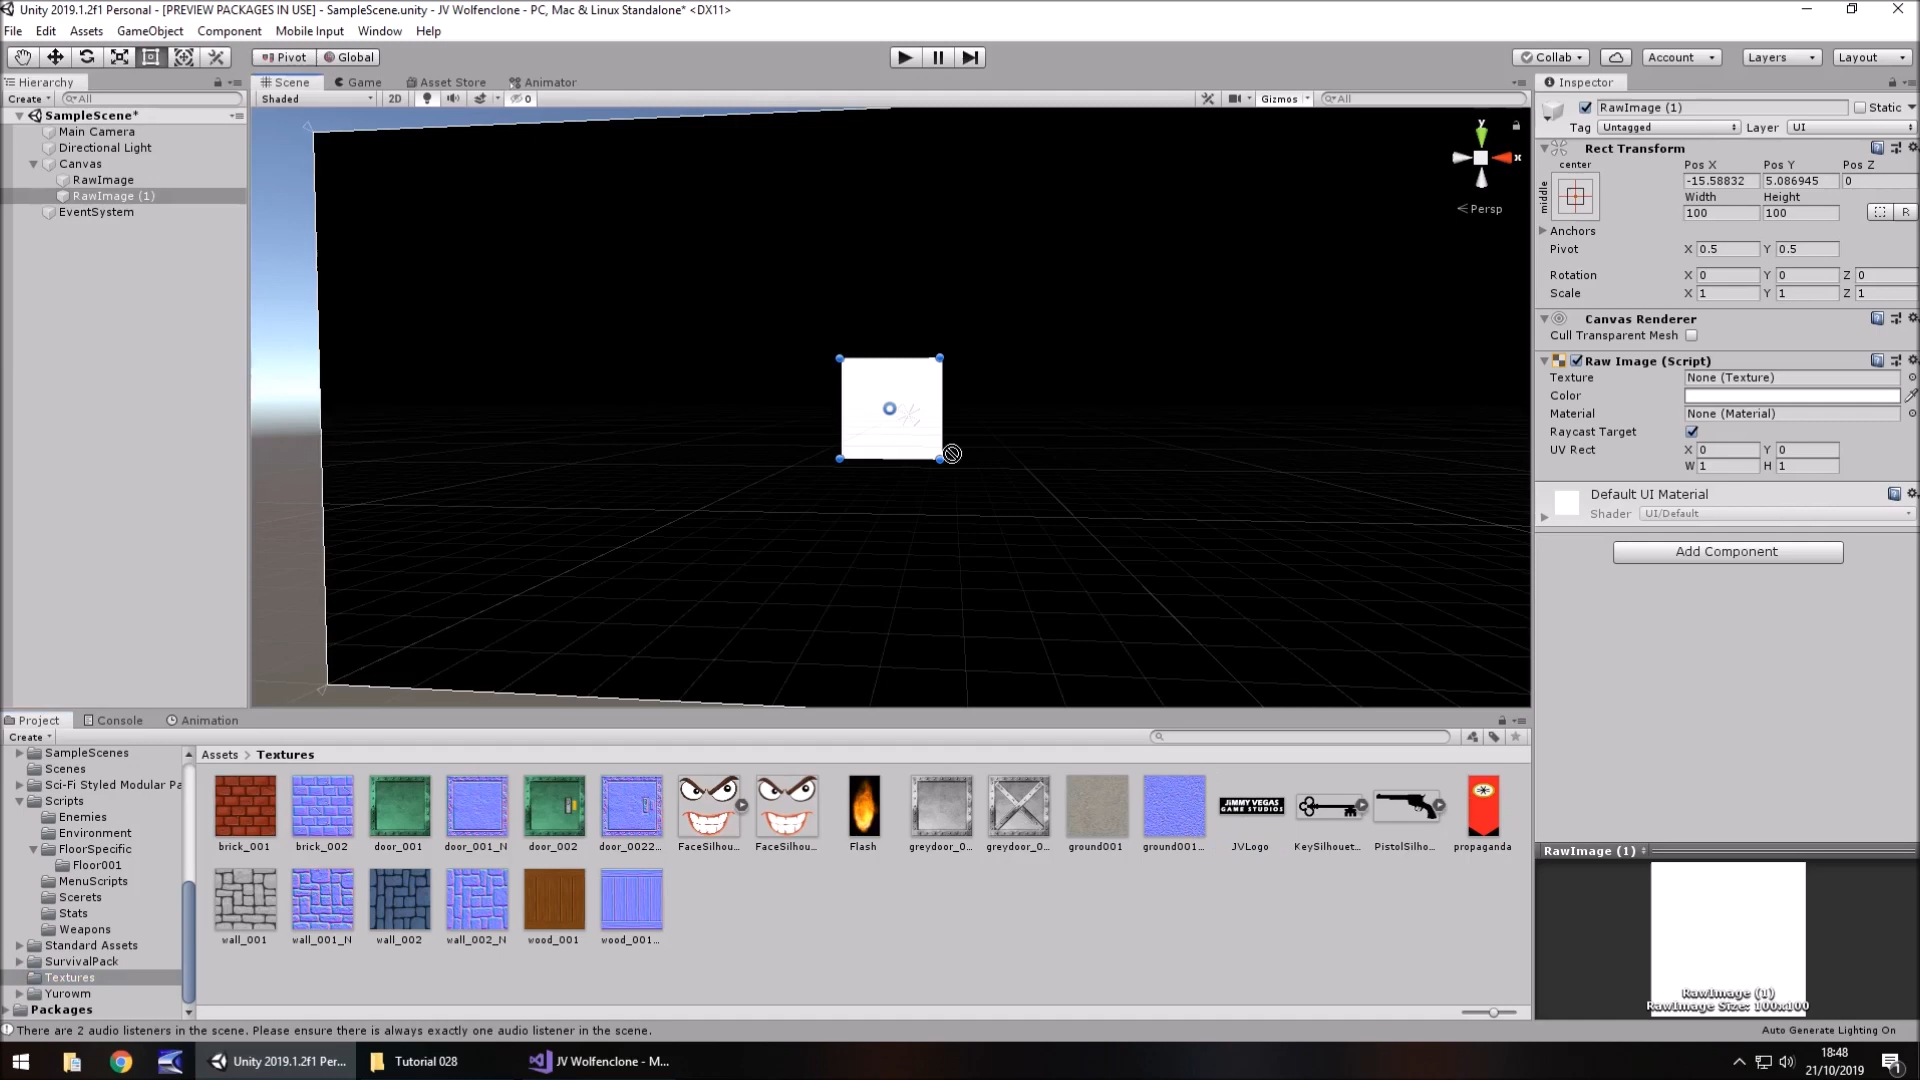 Unity 2019.1.2f1 Personal - [PREVIEW PACKAGES IN USE] - SampleScene.unity - JV Wolfenclone - PC, Mac & Linux Standalone* <DX11>
File Edit Assets GameObject Component Mobile Input Window Help
Pivot Global Collab Account Layers Layout
Hierarchy Scene Game Asset Store Animator Inspector
Create All Shaded 2D 0 Gizmos All
SampleScene*
Main Camera
Directional Light
Canvas
RawImage
RawImage (1)
EventSystem
y
x
Persp
RawImage (1) Static
Tag Untagged Layer UI
Rect Transform
center Pos X Pos Y Pos Z
middle -15.58832 5.086945 0
Width Height
100 100 R
Anchors
Pivot X 0.5 Y 0.5
Rotation X 0 Y 0 Z 0
Scale X 1 Y 1 Z 1
Canvas Renderer
Cull Transparent Mesh
Raw Image (Script)
Texture None (Texture)
Color
Material None (Material)
Raycast Target
UV Rect X 0 Y 0
W 1 H 1
Default UI Material
Shader UI/Default
Add Component
Project Console Animation
Create
SampleScenes
Scenes
Sci-Fi Styled Modular Pa
Scripts
Enemies
Environment
FloorSpecific
Floor001
MenuScripts
Scerets
Stats
Weapons
Standard Assets
SurvivalPack
Textures
Yurowm
Packages
Assets > Textures
JIMMY VEGAS
GAME STUDIOS
brick_001 brick_002 door_001 door_001_N door_002 door_0022... FaceSilhou... FaceSilhou... Flash greydoor_0... greydoor_0... ground001 ground001... JVLogo KeySilhouet... PistolSilho... propaganda
wall_001 wall_001_N wall_002 wall_002_N wood_001 wood_001...
RawImage (1)
RawImage (1)
RawImage Size: 100x100
There are 2 audio listeners in the scene. Please ensure there is always exactly one audio listener in the scene.
Auto Generate Lighting On
Unity 2019.1.2f1 Per... Tutorial 028 JV Wolfenclone - M...
18:48
21/10/2019
1